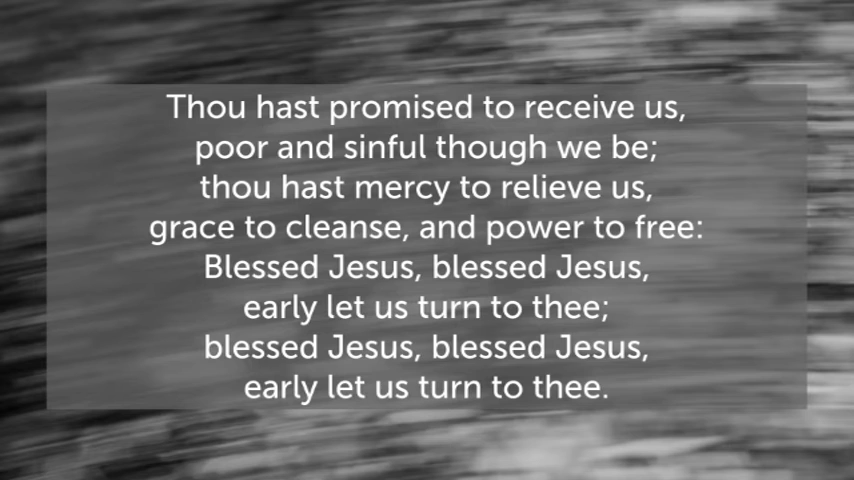 Thou hast promised to receive us,
poor and sinful though we be;
thou hast mercy to relieve us,
grace to cleanse, and power to free:
Blessed Jesus, blessed Jesus,
early let us turn to thee;
blessed Jesus, blessed Jesus,
early let us turn to thee.